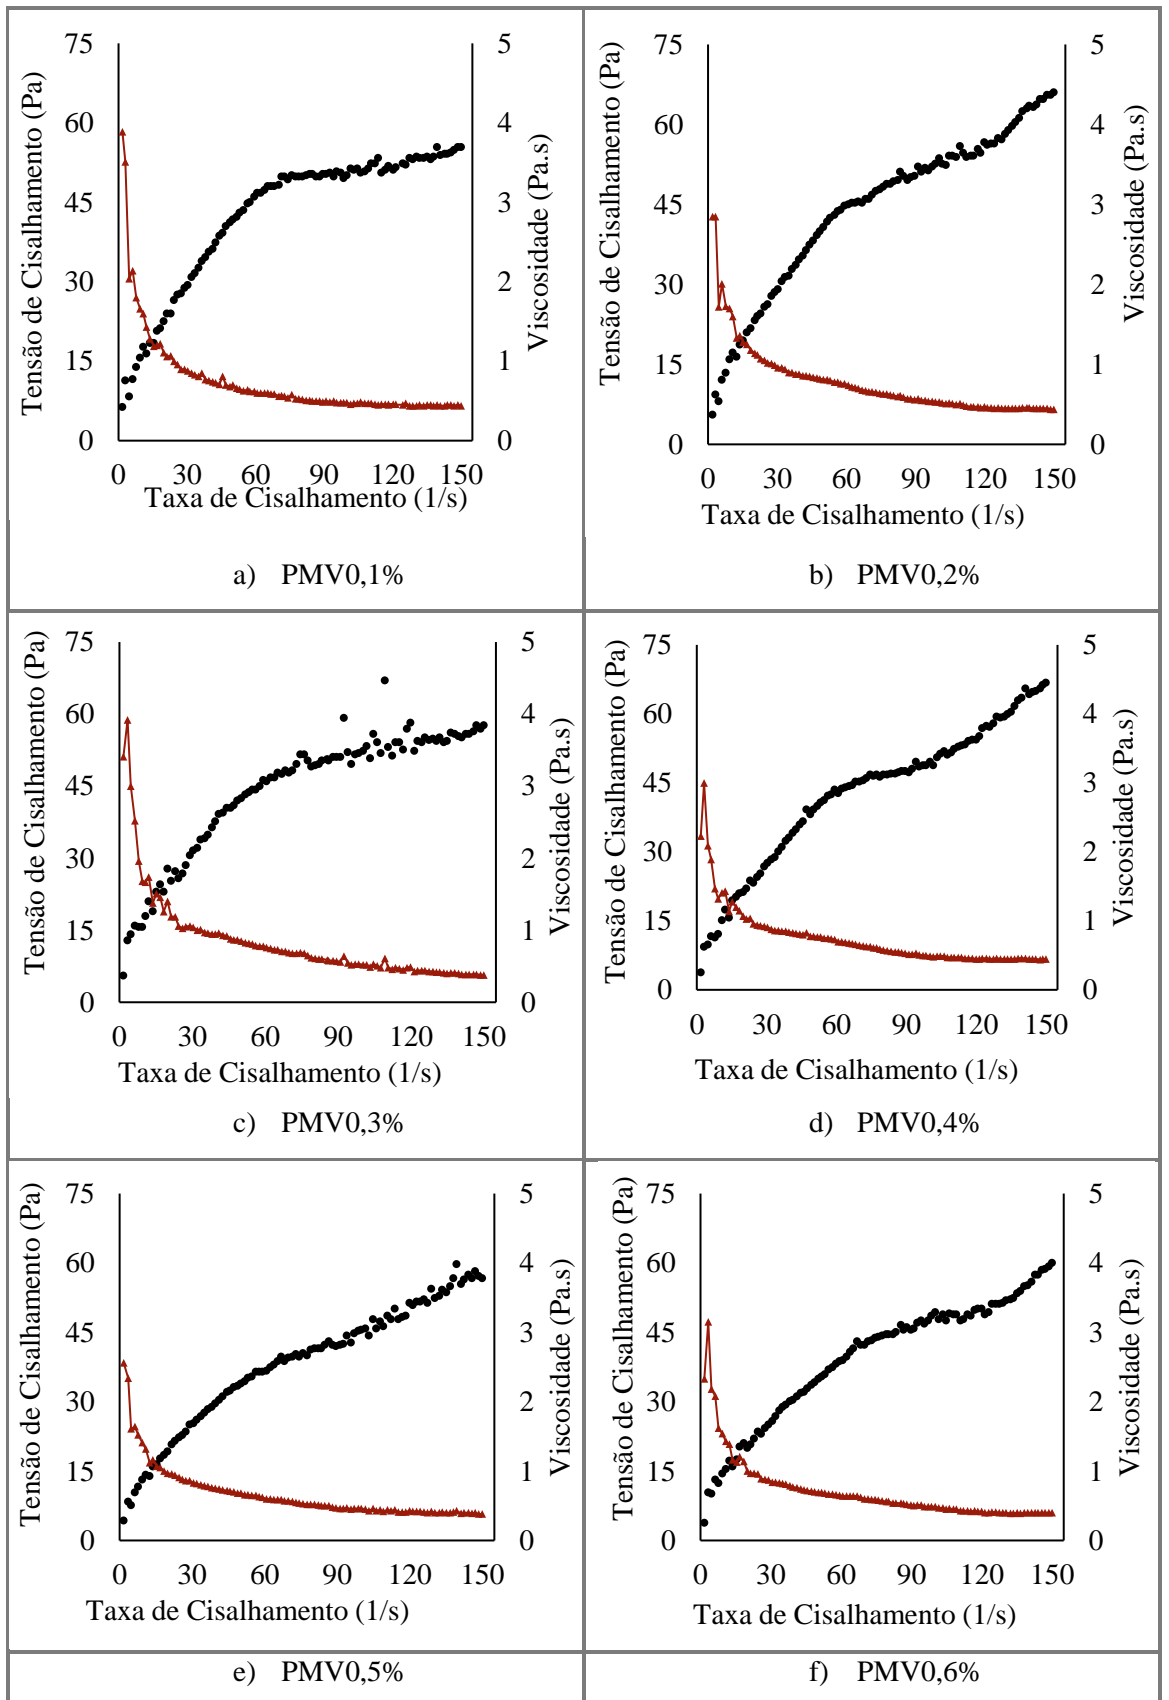 Tensão de Cisalhamento (Pa)
75
60
45
30
15
0
5
4
3
2
1
0
Viscosidade (Pa.s)
0 30 60 90 120 150
Taxa de Cisalhamento (1/s)
a) PMV0,1%
Tensão de Cisalhamento (Pa)
75
60
45
30
15
0
5
4
3
2
1
0
Viscosidade (Pa.s)
0 30 60 90 120 150
Taxa de Cisalhamento (1/s)
b) PMV0,2%
Tensão de Cisalhamento (Pa)
75
60
45
30
15
0
5
4
3
2
1
0
Viscosidade (Pa.s)
0 30 60 90 120 150
Taxa de Cisalhamento (1/s)
c) PMV0,3%
Tensão de Cisalhamento (Pa)
75
60
45
30
15
0
5
4
3
2
1
0
Viscosidade (Pa.s)
0 30 60 90 120 150
Taxa de Cisalhamento (1/s)
d) PMV0,4%
Tensão de Cisalhamento (Pa)
75
60
45
30
15
0
5
4
3
2
1
0
Viscosidade (Pa.s)
0 30 60 90 120 150
Taxa de Cisalhamento (1/s)
e) PMV0,5%
Tensão de Cisalhamento (Pa)
75
60
45
30
15
0
5
4
3
2
1
0
Viscosidade (Pa.s)
0 30 60 90 120 150
Taxa de Cisalhamento (1/s)
f) PMV0,6%